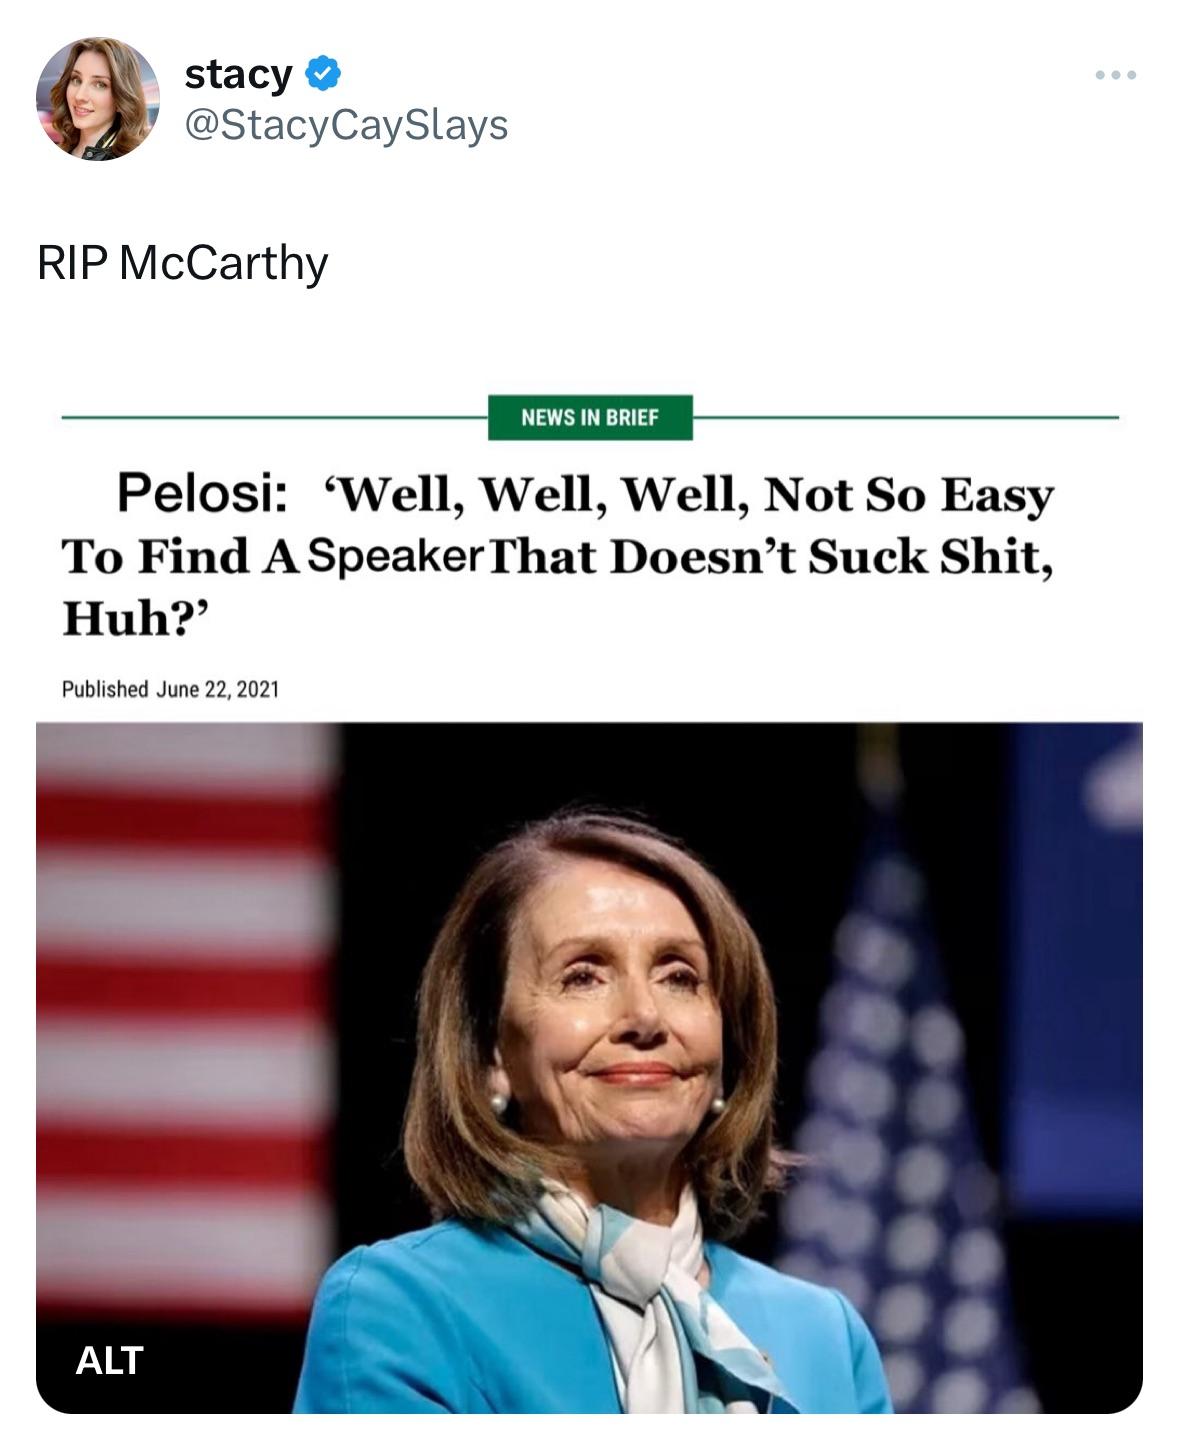 stacy
@StacyCaySlays
RIP McCarthy
NEWS IN BRIEF
Pelosi: ‘Well, Well, Well, Not So Easy
To Find A Speaker That Doesn’t Suck Shit,
Huh?’
Published June 22, 2021
ALT